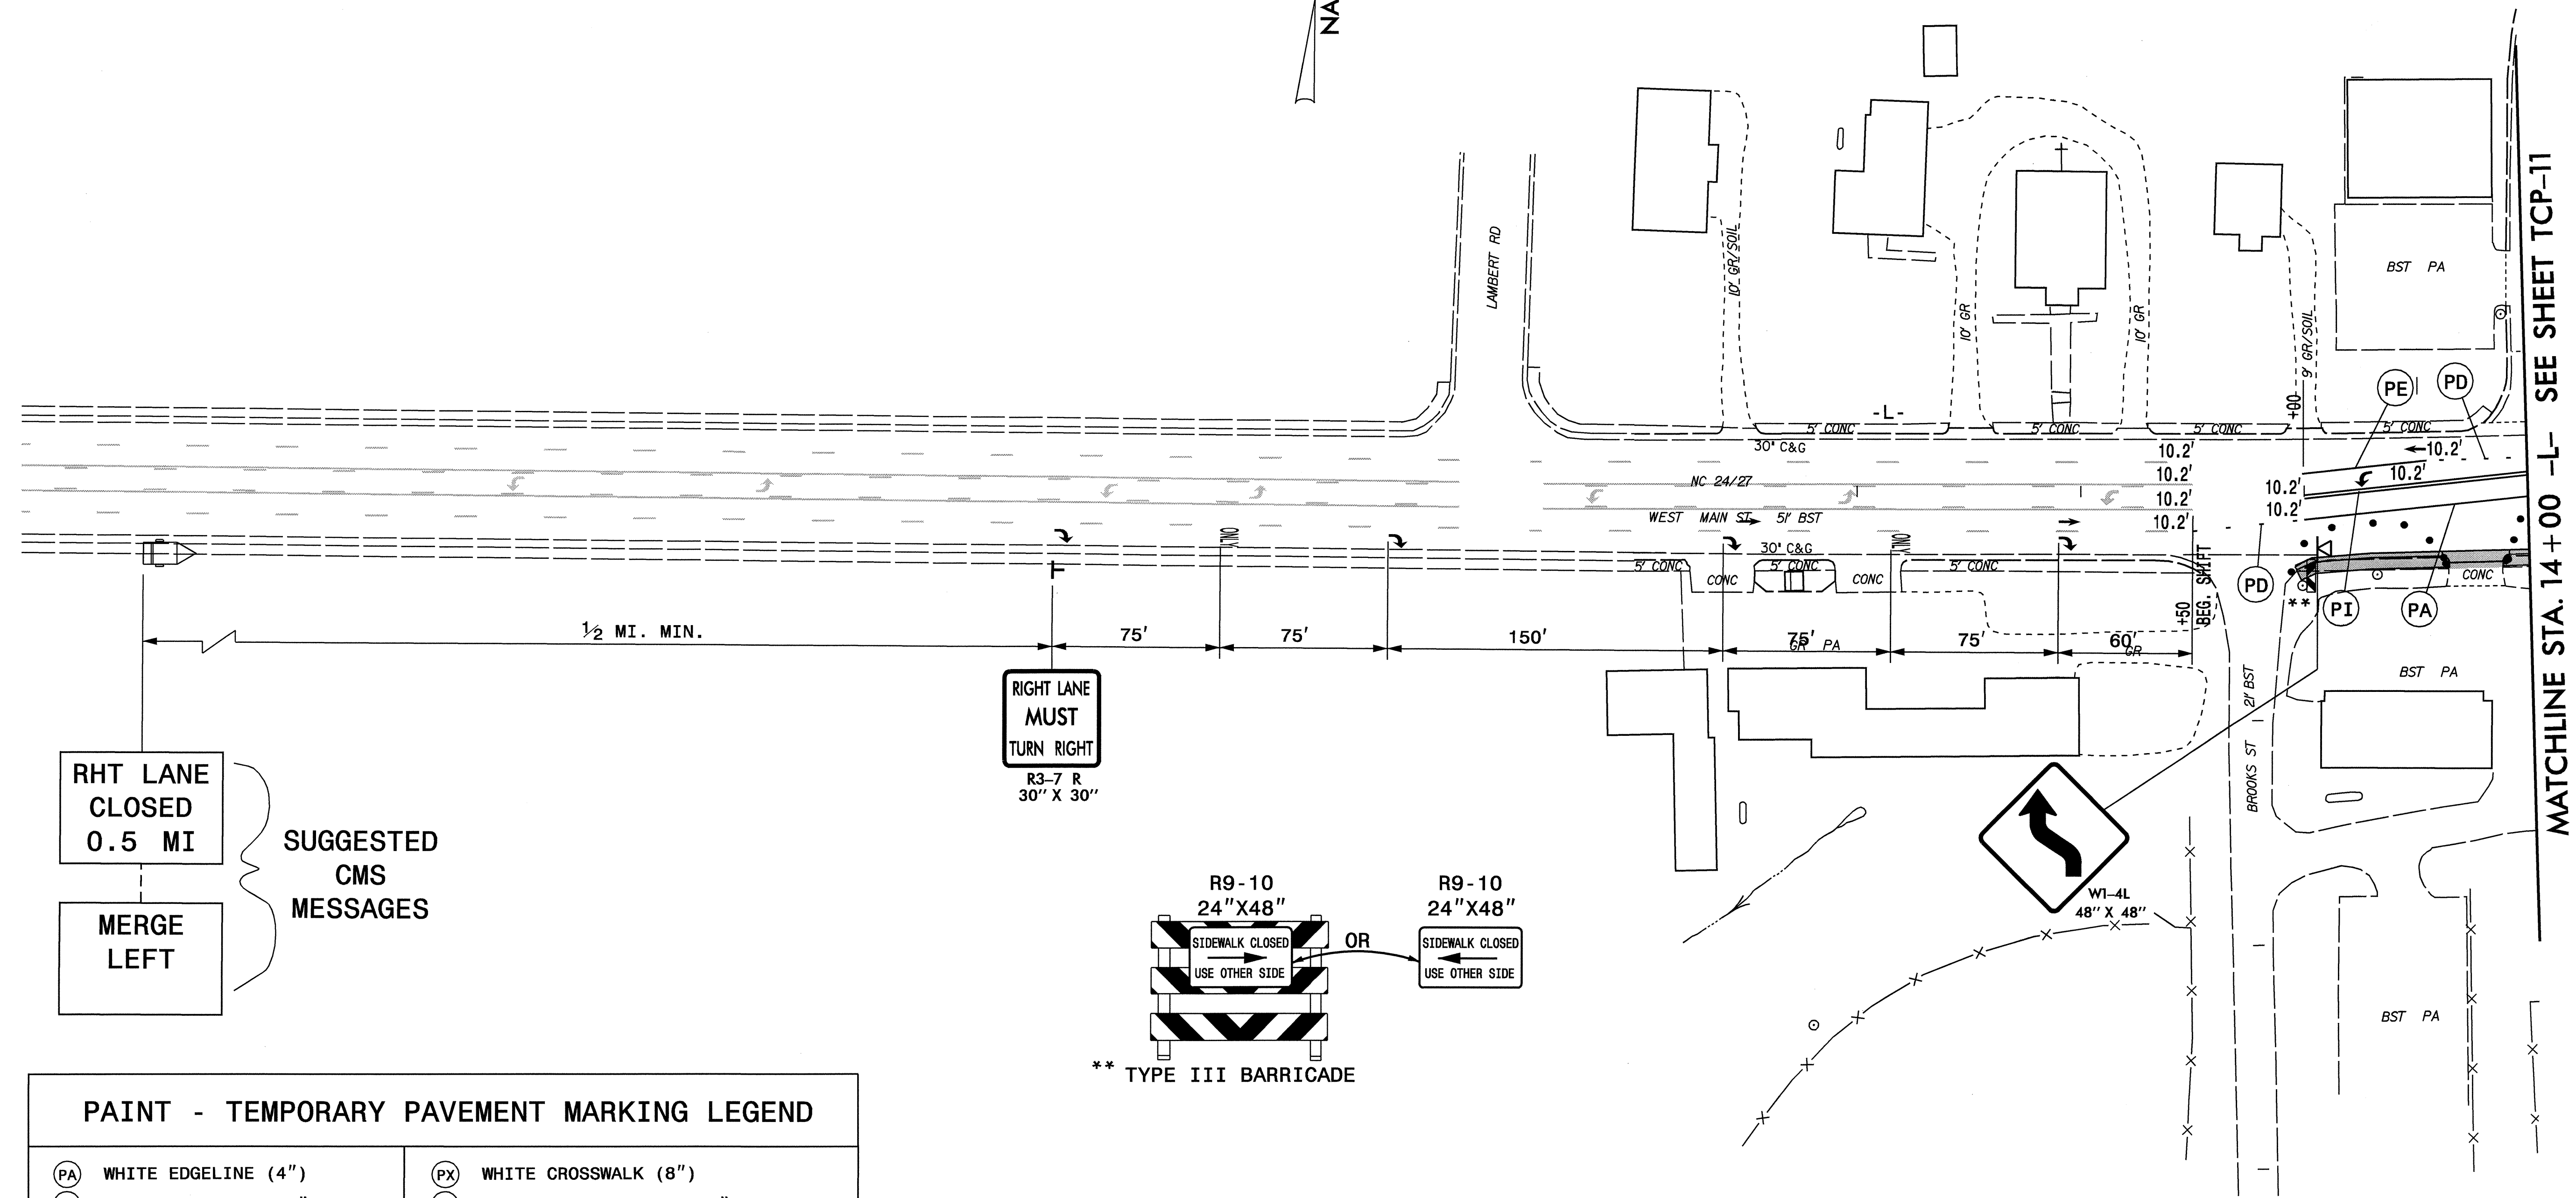 NA
LAMBERT RD
10' GR/SOIL
10' GR
10' GR
9' GR/SOIL
BST PA
MATCHLINE STA. 14+00 -L- SEE SHEET TCP-11
PE
PD
+00
-L-
5' CONC
5' CONC
5' CONC
5' CONC
30" C&G
10.2'
10.2'
10.2'
10.2'
10.2'
10.2'
10.2'
10.2'
NC 24/27
WEST MAIN ST 51' BST
ONLY
ONLY
30" C&G
5' CONC
5' CONC
5' CONC
CONC
CONC
CONC
+50
BEG. SHIFT
PD
**
PI
PA
1/2 MI. MIN.
75'
75'
150'
75'
75'
60'
GR PA
GR
BST PA
BROOKS ST 21' BST
RIGHT LANE
MUST
TURN RIGHT
R3-7 R
30" X 30"
RHT LANE
CLOSED
0.5 MI
MERGE
LEFT
SUGGESTED
CMS
MESSAGES
W1-4L
48" X 48"
R9-10
24"X48"
SIDEWALK CLOSED
USE OTHER SIDE
OR
R9-10
24"X48"
SIDEWALK CLOSED
USE OTHER SIDE
** TYPE III BARRICADE
BST PA
PAINT - TEMPORARY PAVEMENT MARKING LEGEND
PA WHITE EDGELINE (4")
PX WHITE CROSSWALK (8")